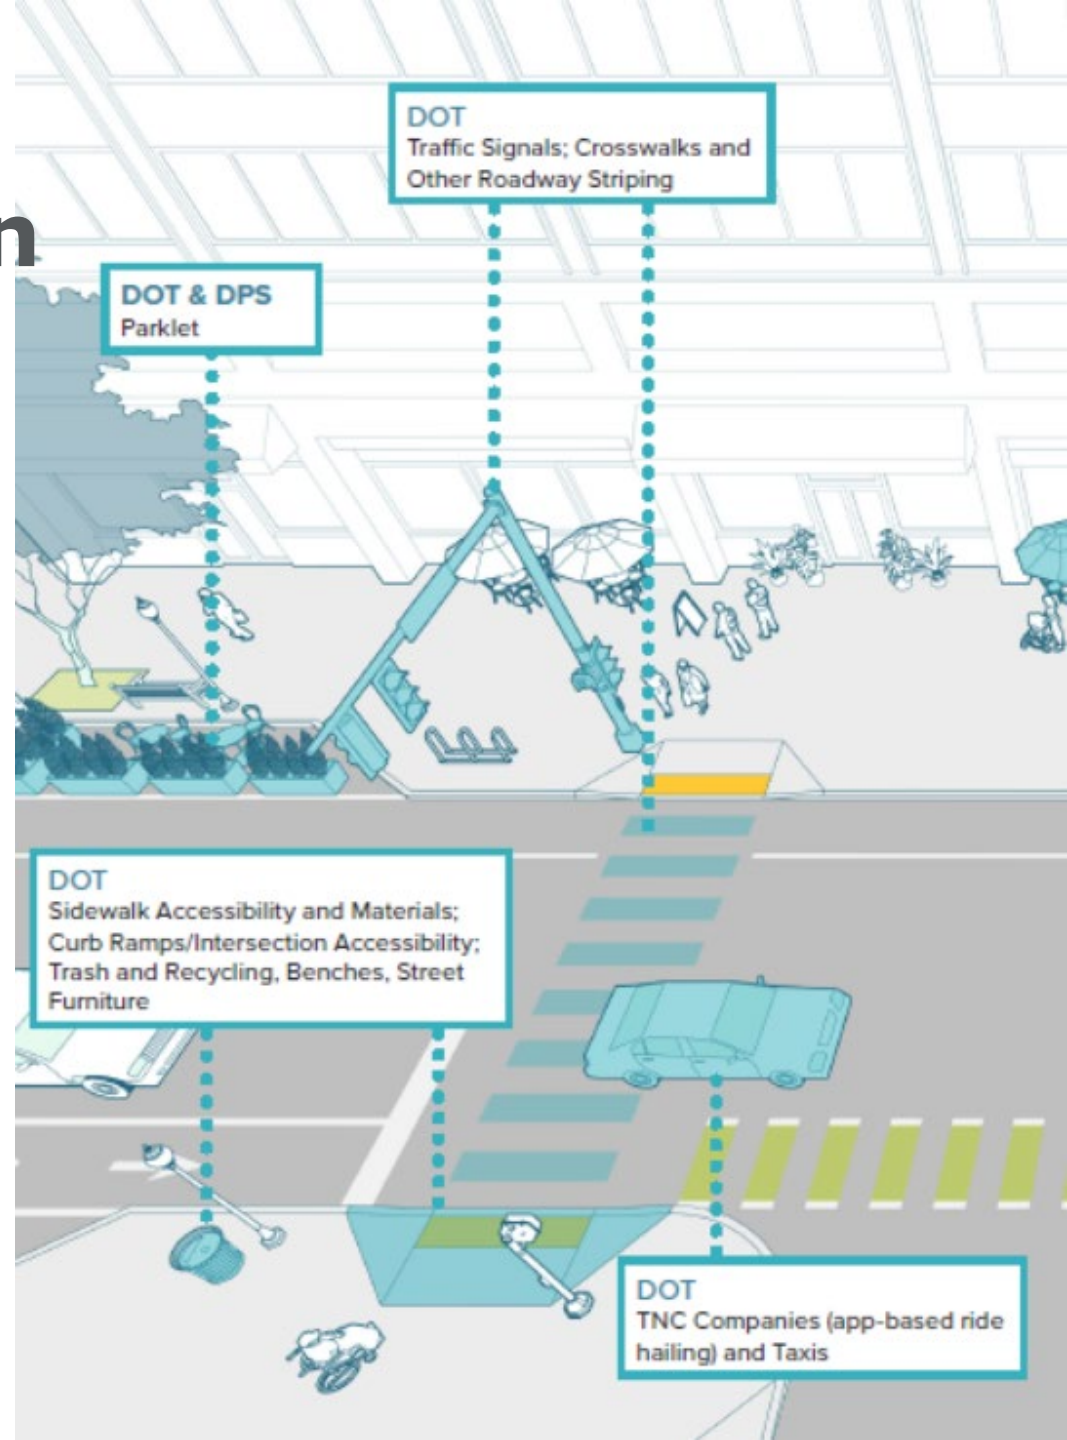 DOT
Traffic Signals; Crosswalks and
Other Roadway Striping
n
DOT & DPS
Parklet
DOT
Sidewalk Accessibility and Materials;
Curb Ramps/Intersection Accessibility;
Trash and Recycling, Benches, Street
Furniture
DOT
TNC Companies (app-based ride
hailing) and Taxis